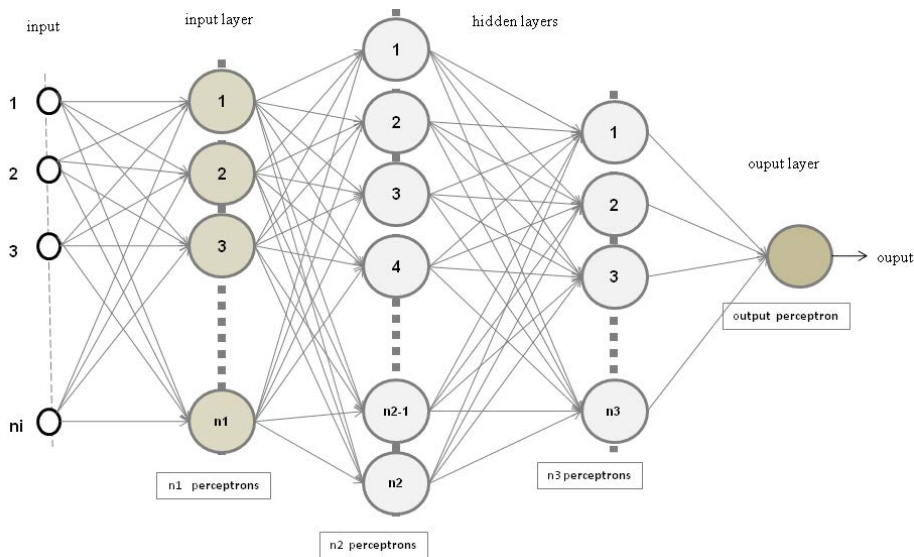 input
input layer
hidden layers
ouput layer
1
2
3
ni
1
2
3
n1
1
2
3
4
n2-1
n2
1
2
3
n3
ouput
output perceptron
n1 perceptrons
n2 perceptrons
n3 perceptrons